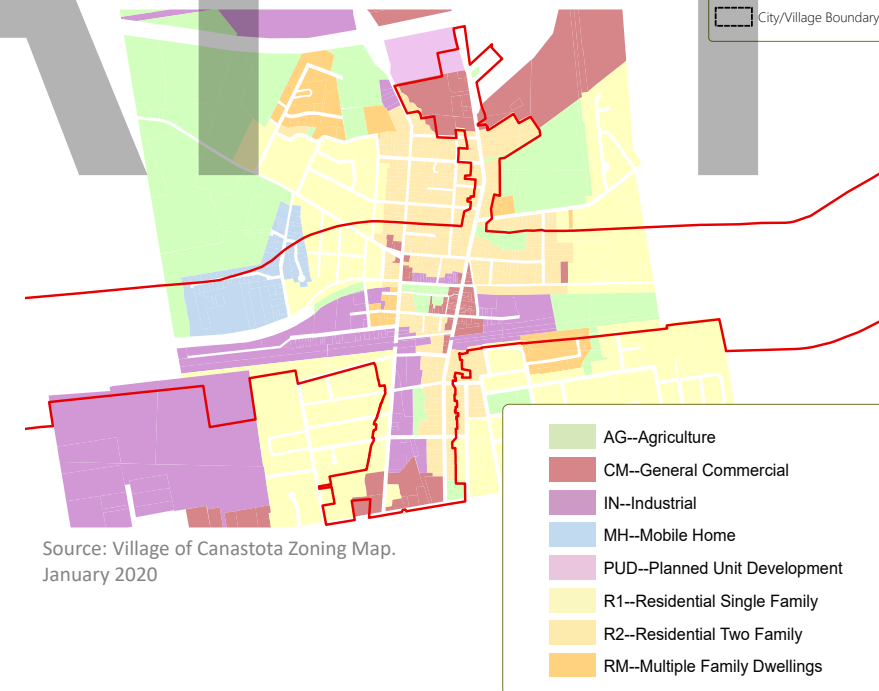 City/Village Boundary
AG--Agriculture
CM--General Commercial
IN--Industrial
MH--Mobile Home
PUD--Planned Unit Development
R1--Residential Single Family
R2--Residential Two Family
RM--Multiple Family Dwellings
Source: Village of Canastota Zoning Map.
January 2020